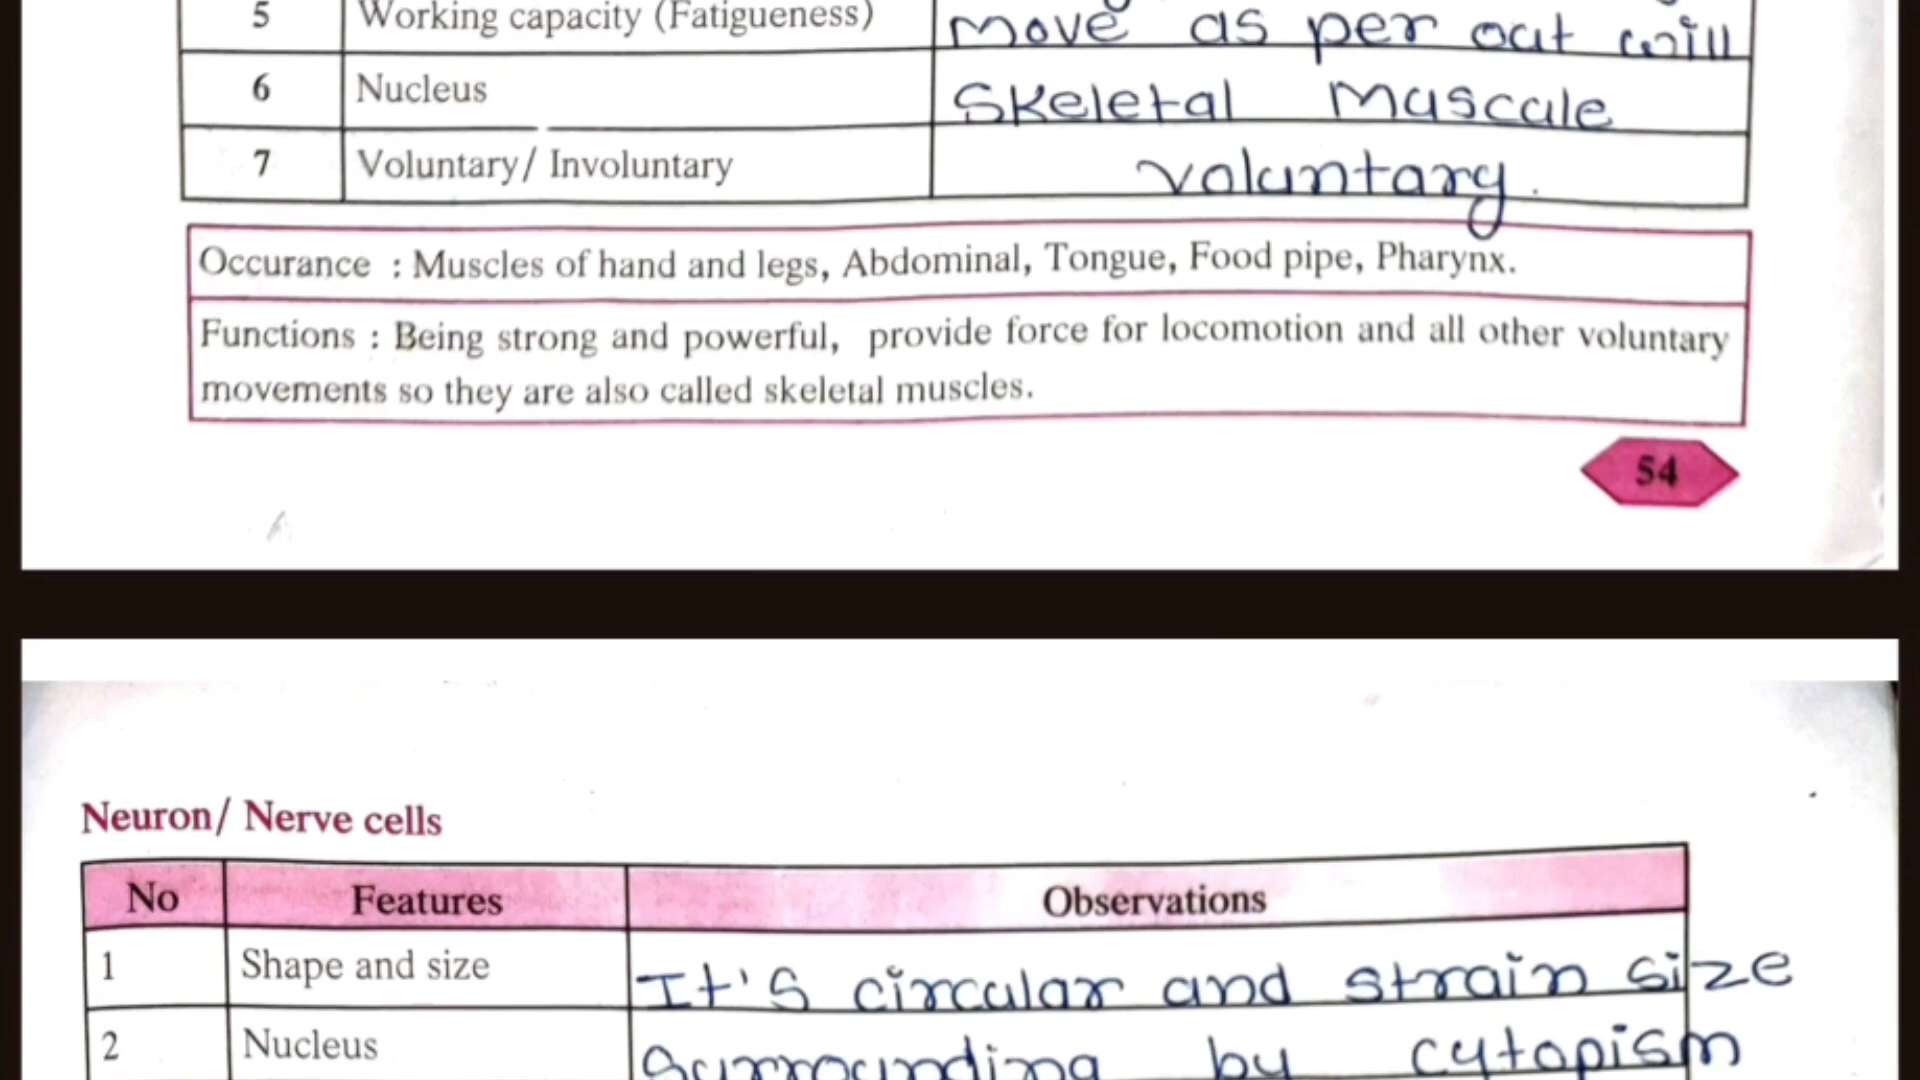 5 Working capacity (Fatigueness) move as per out will
6 Nucleus Skeletal Muscule
7 Voluntary/ Involuntary voluntary.
Occurance : Muscles of hand and legs, Abdominal, Tongue, Food pipe, Pharynx.
Functions : Being strong and powerful, provide force for locomotion and all other voluntary
movements so they are also called skeletal muscles.
54
Neuron/ Nerve cells
No Features Observations
1 Shape and size It's circular and strain size
2 Nucleus Surrounding by cytopism